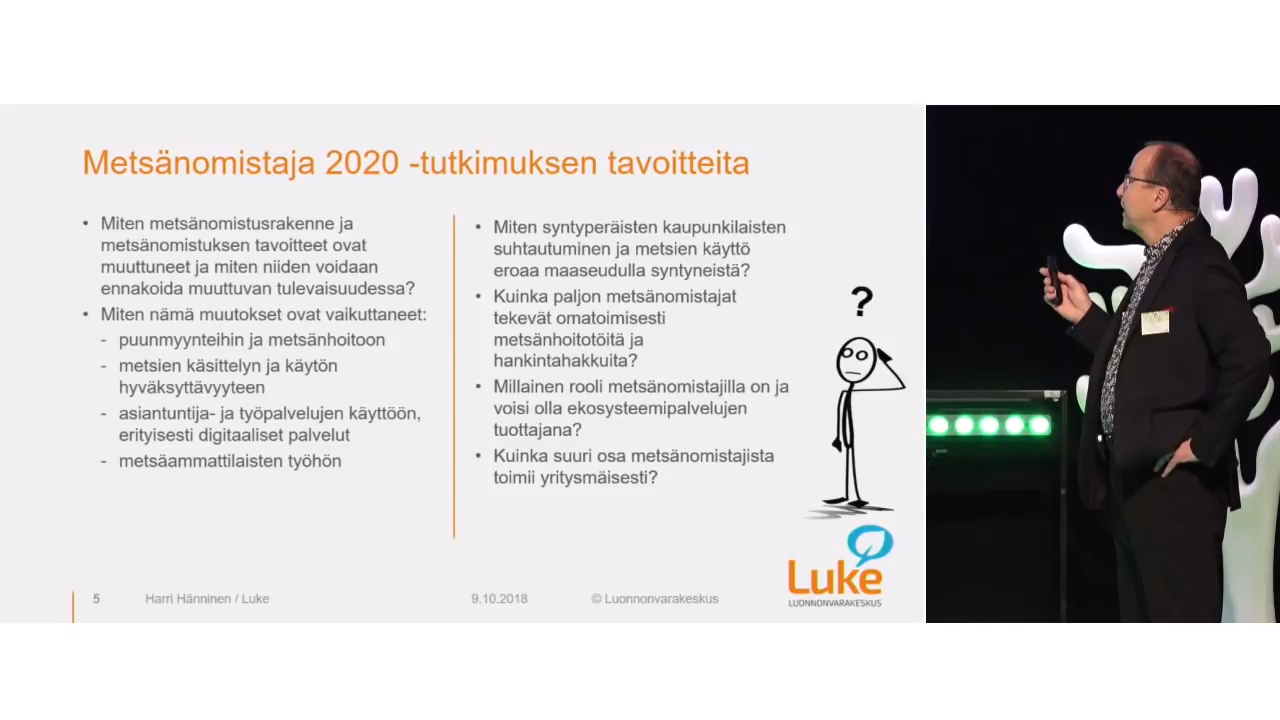 Metsänomistaja 2020 -tutkimuksen tavoitteita
• Miten metsänomistusrakenne ja
metsänomistuksen tavoitteet ovat
muuttuneet ja miten niiden voidaan
ennakoida muuttuvan tulevaisuudessa?
• Miten nämä muutokset ovat vaikuttaneet:
- puunmyynteihin ja metsänhoitoon
- metsien käsittelyn ja käytön
hyväksyttävyyteen
- asiantuntija- ja työpalvelujen käyttöön,
erityisesti digitaaliset palvelut
- metsäammattilaisten työhön
• Miten syntyperäisten kaupunkilaisten
suhtautuminen ja metsien käyttö
eroaa maaseudulla syntyneistä?
• Kuinka paljon metsänomistajat
tekevät omatoimisesti
metsänhoitotöitä ja
hankintahakkuita?
• Millainen rooli metsänomistajilla on ja
voisi olla ekosysteemipalvelujen
tuottajana?
• Kuinka suuri osa metsänomistajista
toimii yritysmäisesti?
?
Luke
LUONNONVARAKESKUS
5 Harri Hänninen / Luke 9.10.2018 © Luonnonvarakeskus